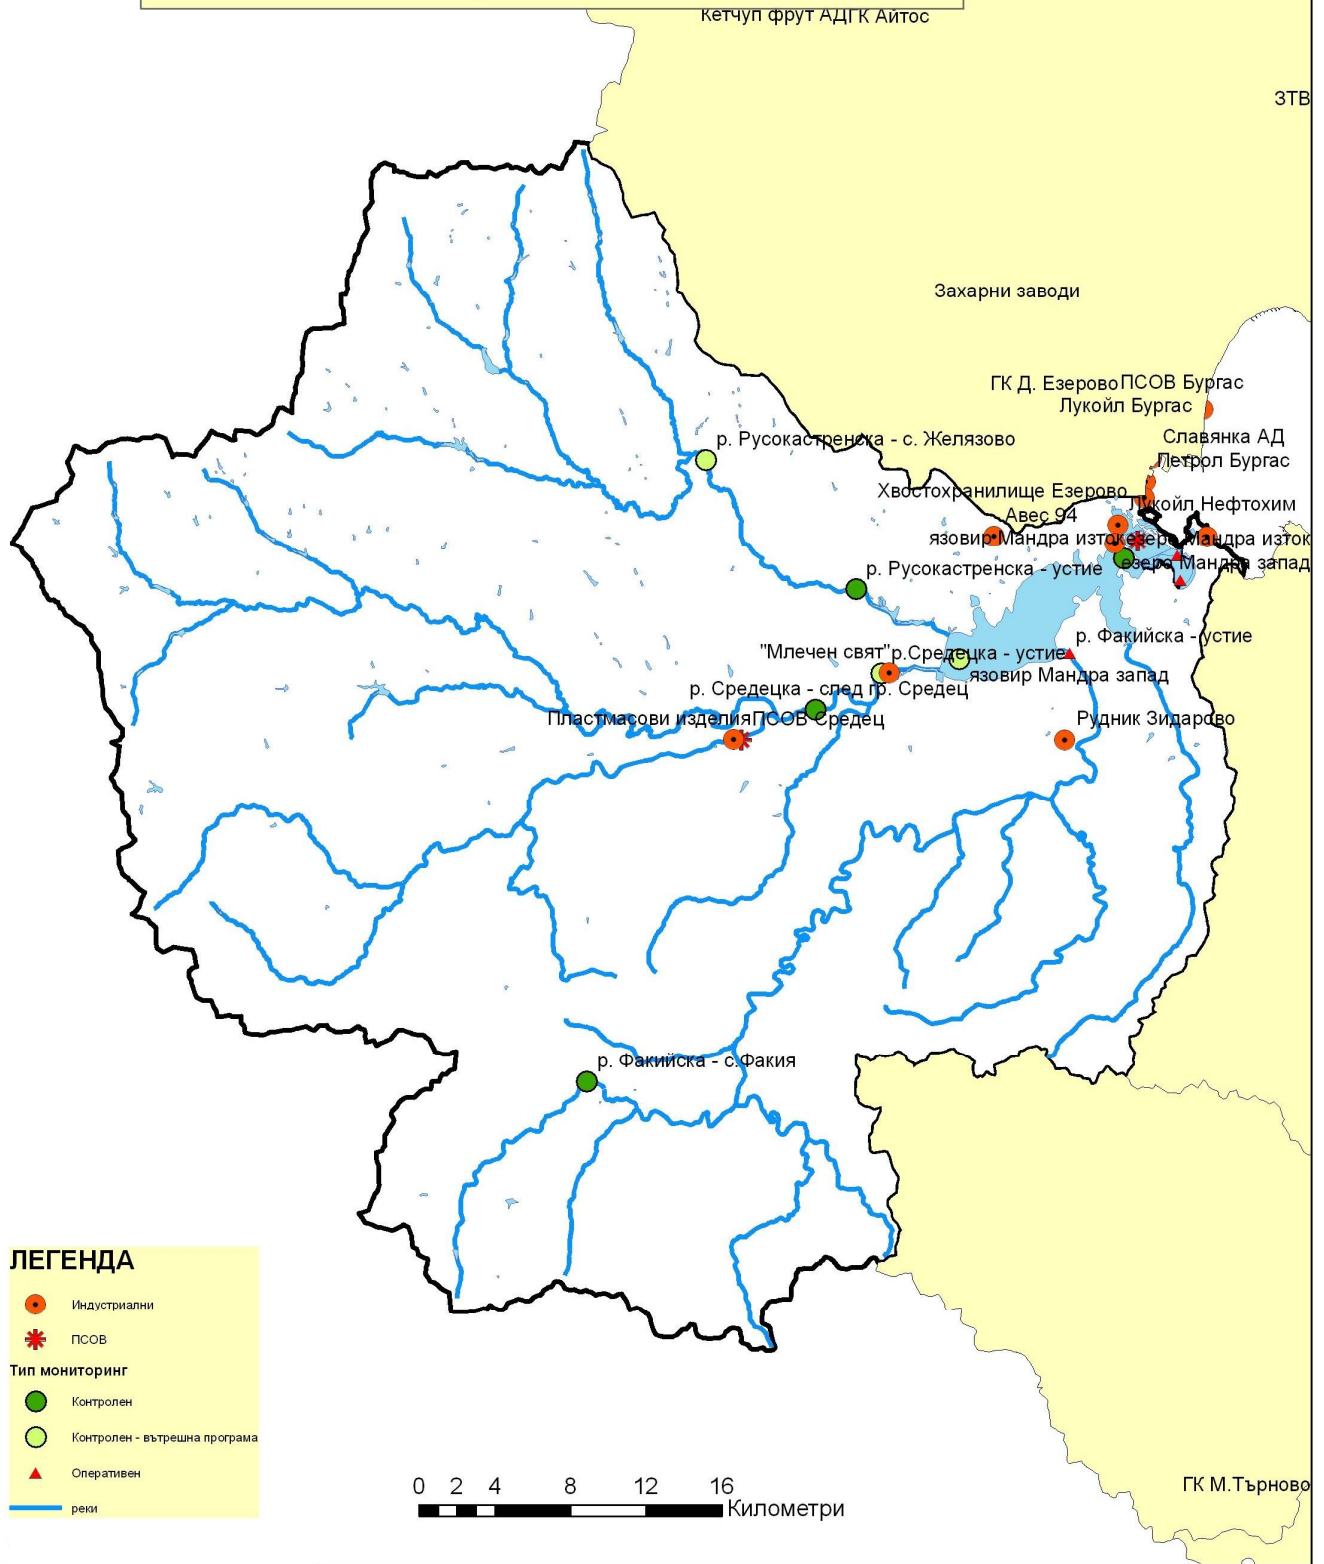 Кетчуп фрут АДГК Айтос
ЗТВ
Захарни заводи
ГК Д. Езерово ПСОВ Бургас
Лукойл Бургас
Славянка АД
Петрол Бургас
р. Русокастренска - с. Желязово
Хвостохранилище Езерово
Лукойл Нефтохим
Авес 94
язовир Мандра изток езеро Мандра изток
езеро Мандра запад
р. Русокастренска - устие
р. Факийска - устие
"Млечен свят" р.Средецка - устие
язовир Мандра запад
р. Средецка - след гр. Средец
Пластмасови изделия ПСОВ Средец
Рудник Зидарово
р. Факийска - с.Факия
ЛЕГЕНДА
Индустриални
ПСОВ
Тип мониторинг
Контролен
Контролен - вътрешна програма
Оперативен
реки
0 2 4 8 12 16
Километри
ГК М.Търново